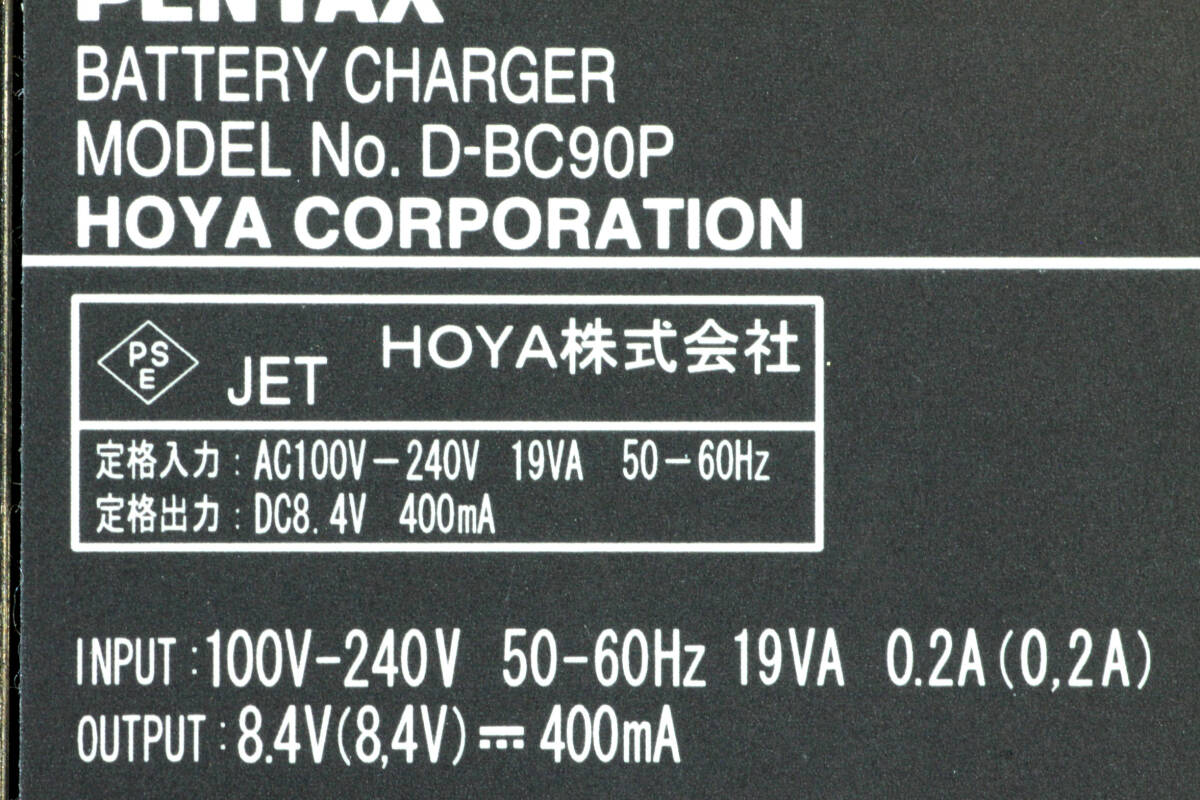 PENTAX
BATTERY CHARGER
MODEL No. D-BC90P
HOYA CORPORATION
PS
E
JET HOYA株式会社
定格入力 : AC100V－240V 19VA 50－60Hz
定格出力 : DC8.4V 400mA
INPUT : 100V-240V 50-60Hz 19VA 0.2A(0,2A)
OUTPUT : 8.4V(8,4V) ⎓ 400mA